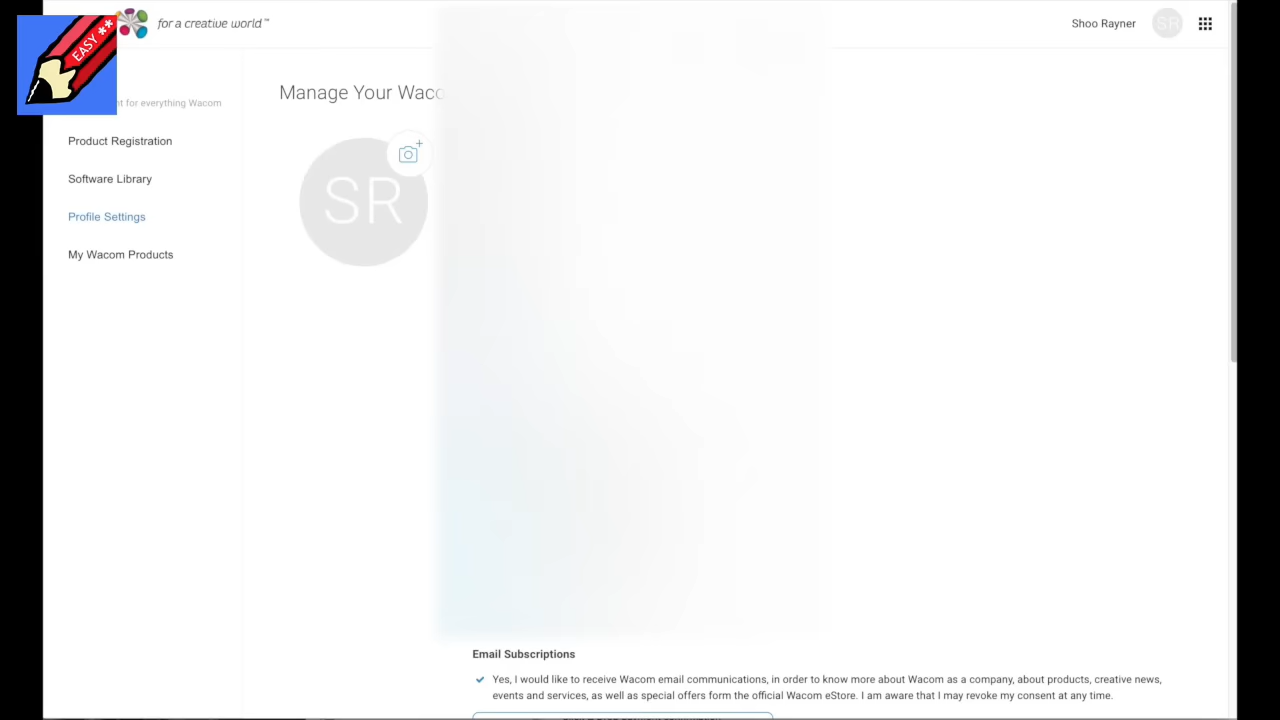 for a creative world™
Shoo Rayner
SR
EASY **
t for everything Wacom
Manage Your Waco
Product Registration
SR
Software Library
Profile Settings
My Wacom Products
Email Subscriptions
Yes, I would like to receive Wacom email communications, in order to know more about Wacom as a company, about products, creative news,
events and services, as well as special offers form the official Wacom eStore. I am aware that I may revoke my consent at any time.